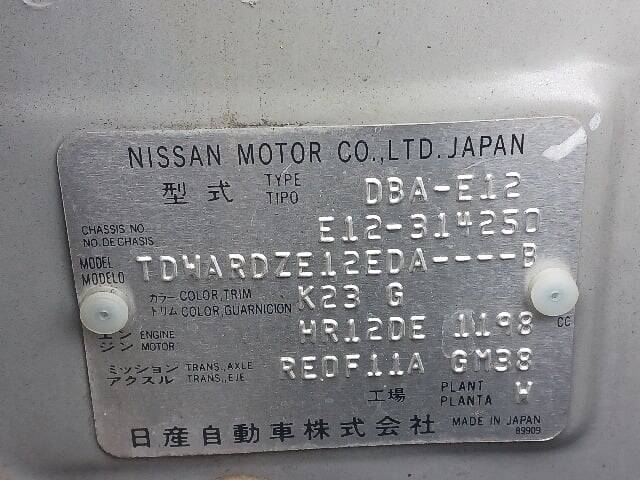 NISSAN MOTOR CO.,LTD. JAPAN
型式 TYPE TIPO DBA-E12
CHASSIS NO. NO. DE CHASIS E12-314250
MODEL MODELO TDWARDZE12EDA----B
カラー COLOR,TRIM トリム COLOR,GUARNICION K23 G
エンジン ENGINE MOTOR HR12DE 1198 CC
ミッション TRANS.,AXLE アクスル TRANS.,EJE RE0F11A GM38
工場 PLANT PLANTA W
日産自動車株式会社 MADE IN JAPAN
89909